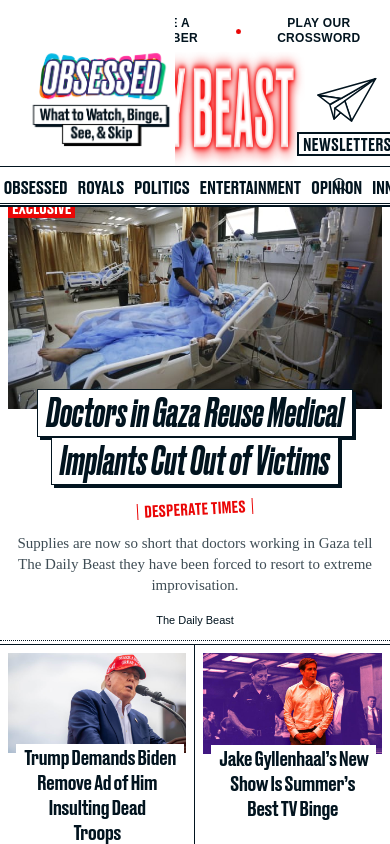 E A
BER
PLAY OUR
CROSSWORD
OBSESSED
What to Watch, Binge,
See, & Skip
Y BEAST
NEWSLETTERS
OBSESSED ROYALS POLITICS ENTERTAINMENT OPINION INN
EXCLUSIVE
Doctors in Gaza Reuse Medical
Implants Cut Out of Victims
DESPERATE TIMES
Supplies are now so short that doctors working in Gaza tell
The Daily Beast they have been forced to resort to extreme
improvisation.
The Daily Beast
Trump Demands Biden
Remove Ad of Him
Insulting Dead
Troops
Jake Gyllenhaal's New
Show Is Summer's
Best TV Binge